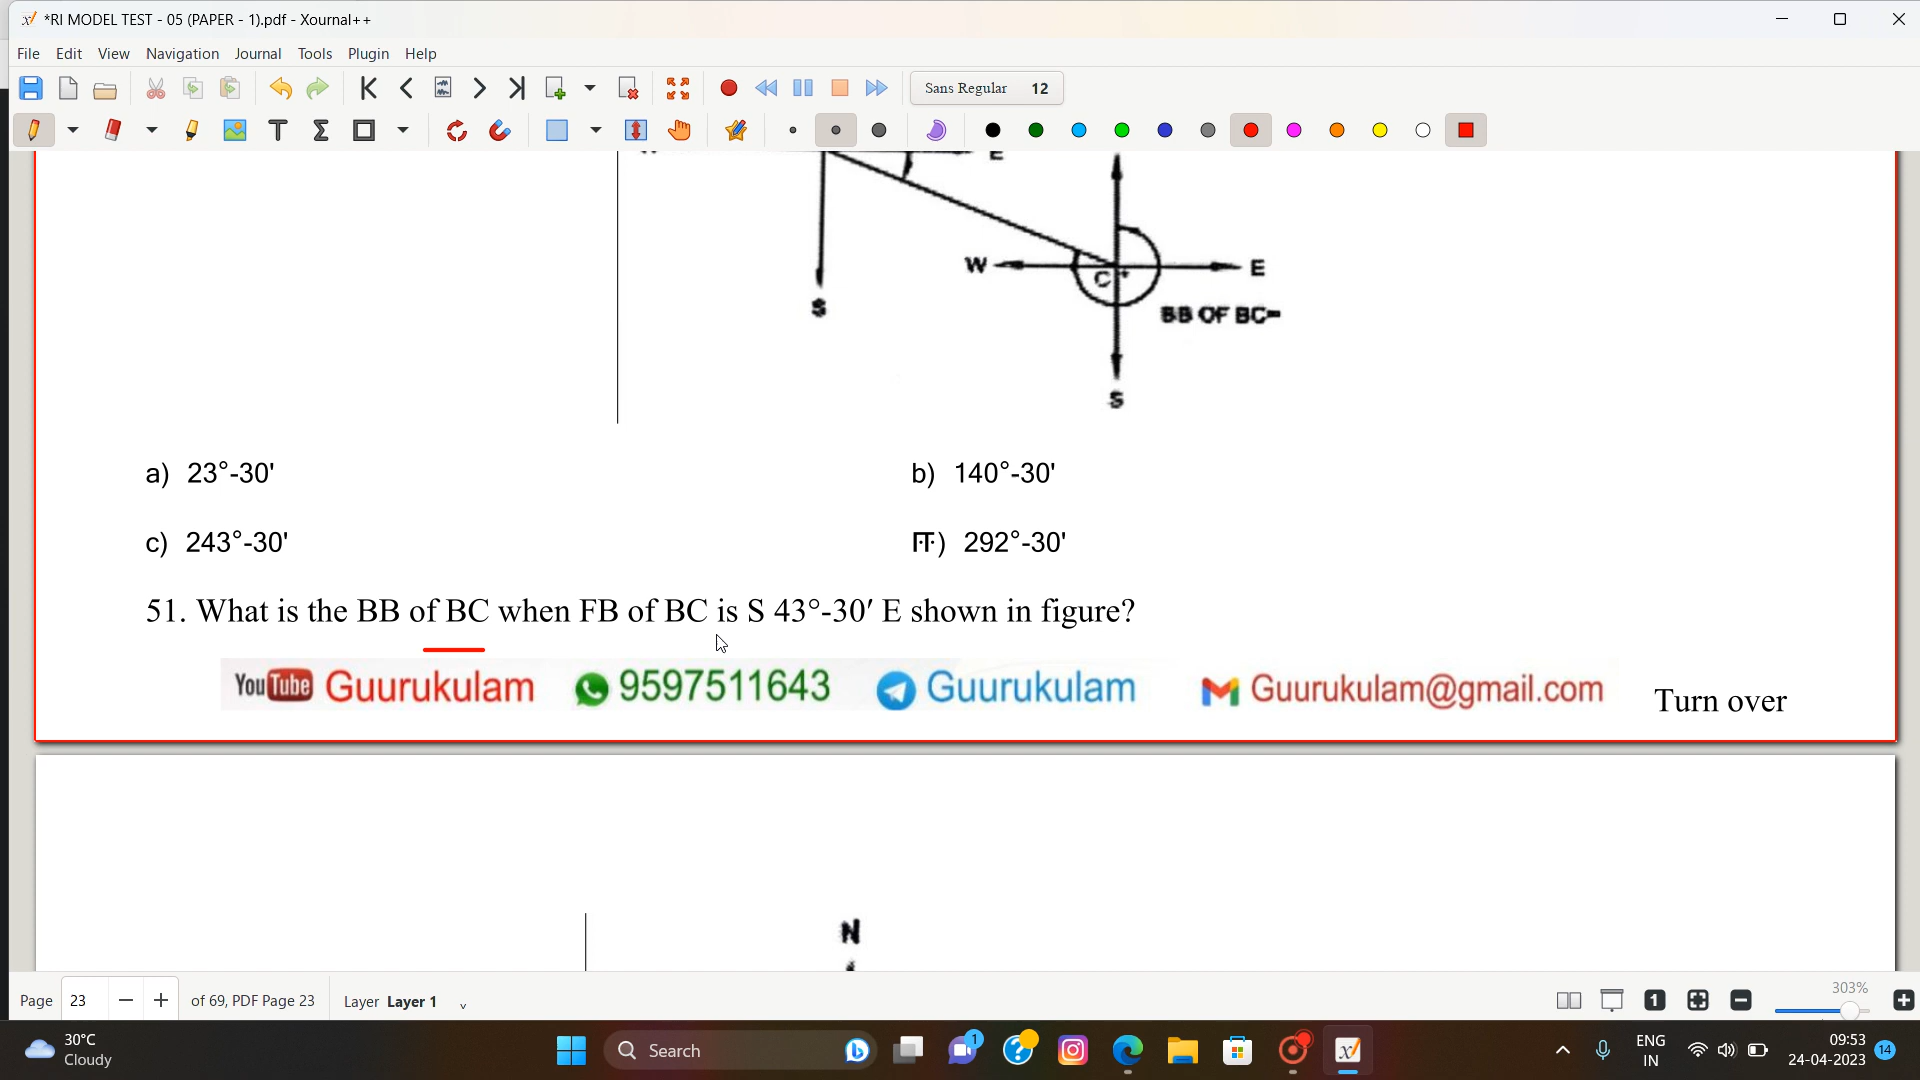 *RI MODEL TEST - 05 (PAPER - 1).pdf - Xournal++
File Edit View Navigation Journal Tools Plugin Help
Sans Regular 12
E
W E
C
BB OF BC=
S
S
a) 23°-30' b) 140°-30'
c) 243°-30' 292°-30'
51. What is the BB of BC when FB of BC is S 43°-30′ E shown in figure?
YouTube Guurukulam 9597511643 Guurukulam Guurukulam@gmail.com
Turn over
N
Page 23 of 69, PDF Page 23 Layer Layer 1 303%
30°C
Cloudy
Search
1
ENG
IN
09:53
24-04-2023
14